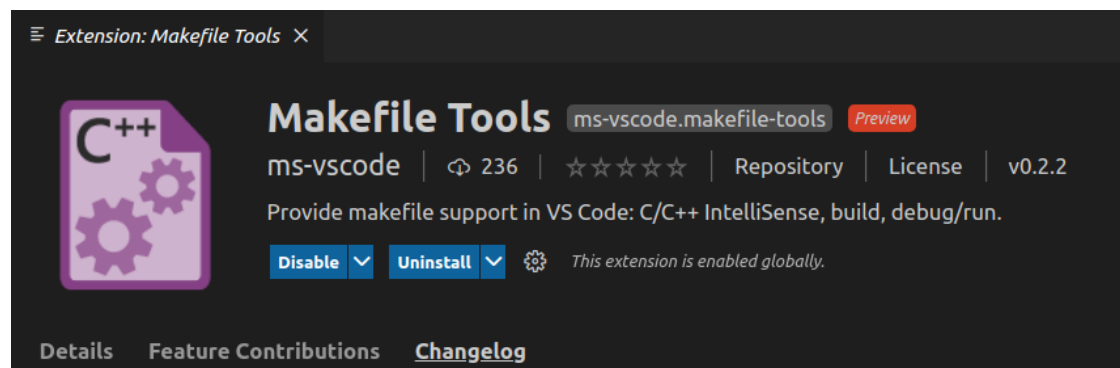 Extension: Makefile Tools
C++
Makefile Tools ms-vscode.makefile-tools Preview
ms-vscode 236 Repository License v0.2.2
Provide makefile support in VS Code: C/C++ IntelliSense, build, debug/run.
Disable Uninstall This extension is enabled globally.
Details Feature Contributions Changelog